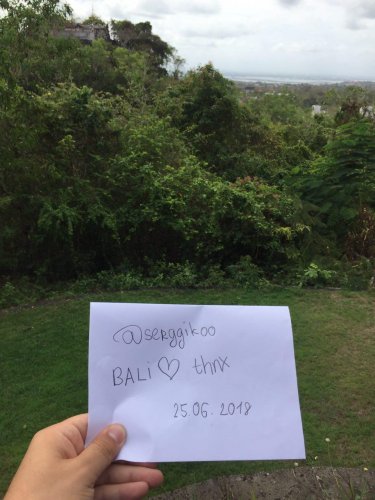 @serggikoo
BALi ♡ thnx
25.06.2018